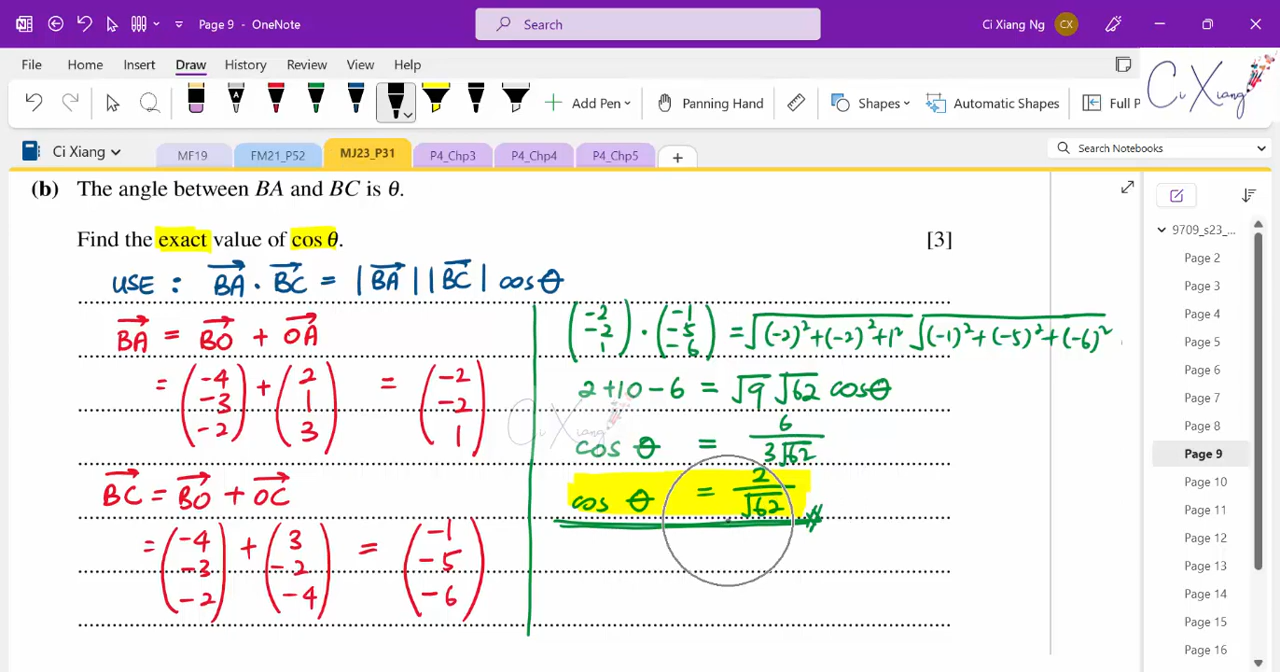 Page 9 - OneNote
Search
Ci Xiang Ng CX
File Home Insert Draw History Review View Help
Add Pen Panning Hand Shapes Automatic Shapes Full P
Ci Xiang
Ci Xiang MF19 FM21_P52 MJ23_P31 P4_Chp3 P4_Chp4 P4_Chp5 + Search Notebooks
(b) The angle between BA and BC is θ.
Find the exact value of cos θ. [3]
USE : BA · BC = |BA||BC| cos θ
BA = BO + OA
= (-4 -3 -2) + (2 1 3) = (-2 -2 1)
BC = BO + OC
= (-4 -3 -2) + (3 -2 -4) = (-1 -5 -6)
(-2 -2 1) · (-1 -5 -6) = √(-2)²+(-2)²+1² √(-1)²+(-5)²+(-6)²
2+10-6 = √9 √62 cos θ
cos θ = 6/3√62
cos θ = 2/√62
Ci Xiang
9709_s23_...
Page 2
Page 3
Page 4
Page 5
Page 6
Page 7
Page 8
Page 9
Page 10
Page 11
Page 12
Page 13
Page 14
Page 15
Page 16